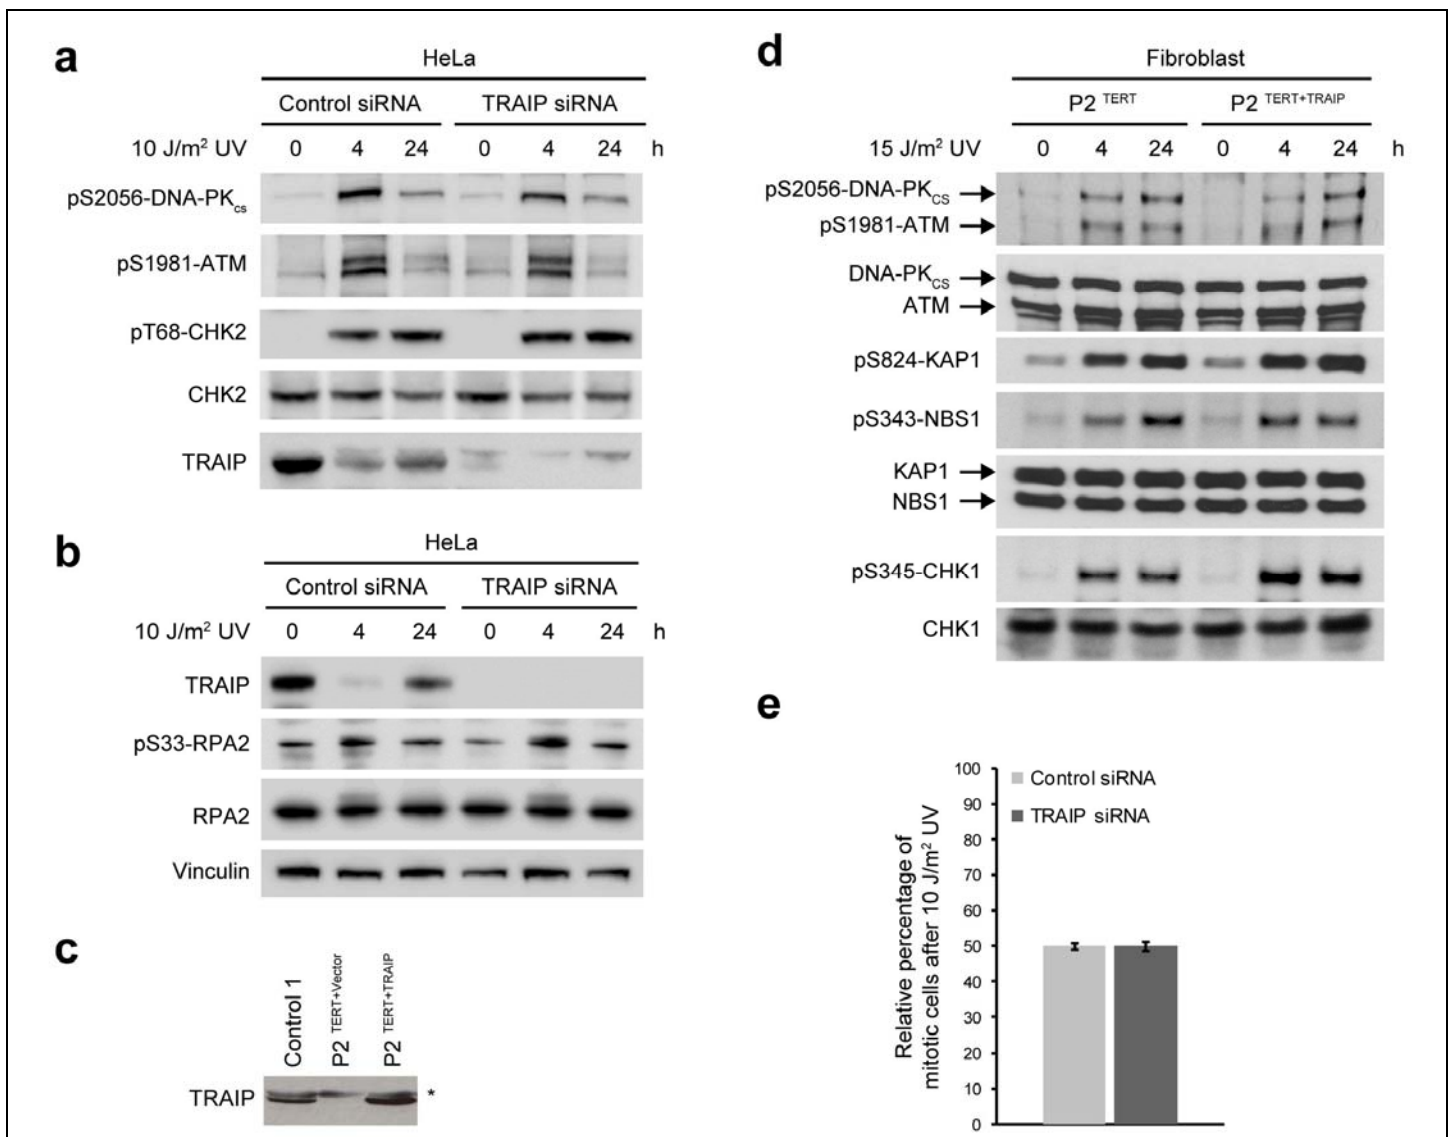 a
HeLa
Control siRNA TRAIP siRNA
10 J/m² UV 0 4 24 0 4 24 h
pS2056-DNA-PKcs
pS1981-ATM
pT68-CHK2
CHK2
TRAIP
b
HeLa
Control siRNA TRAIP siRNA
10 J/m² UV 0 4 24 0 4 24 h
TRAIP
pS33-RPA2
RPA2
Vinculin
c
Control 1
P2 TERT+Vector
P2 TERT+TRAIP
TRAIP *
d
Fibroblast
P2 TERT P2 TERT+TRAIP
15 J/m² UV 0 4 24 0 4 24 h
pS2056-DNA-PKCS
pS1981-ATM
DNA-PKCS
ATM
pS824-KAP1
pS343-NBS1
KAP1
NBS1
pS345-CHK1
CHK1
e
Relative percentage of
mitotic cells after 10 J/m² UV
100
90
80
70
60
50
40
30
20
10
0
Control siRNA
TRAIP siRNA